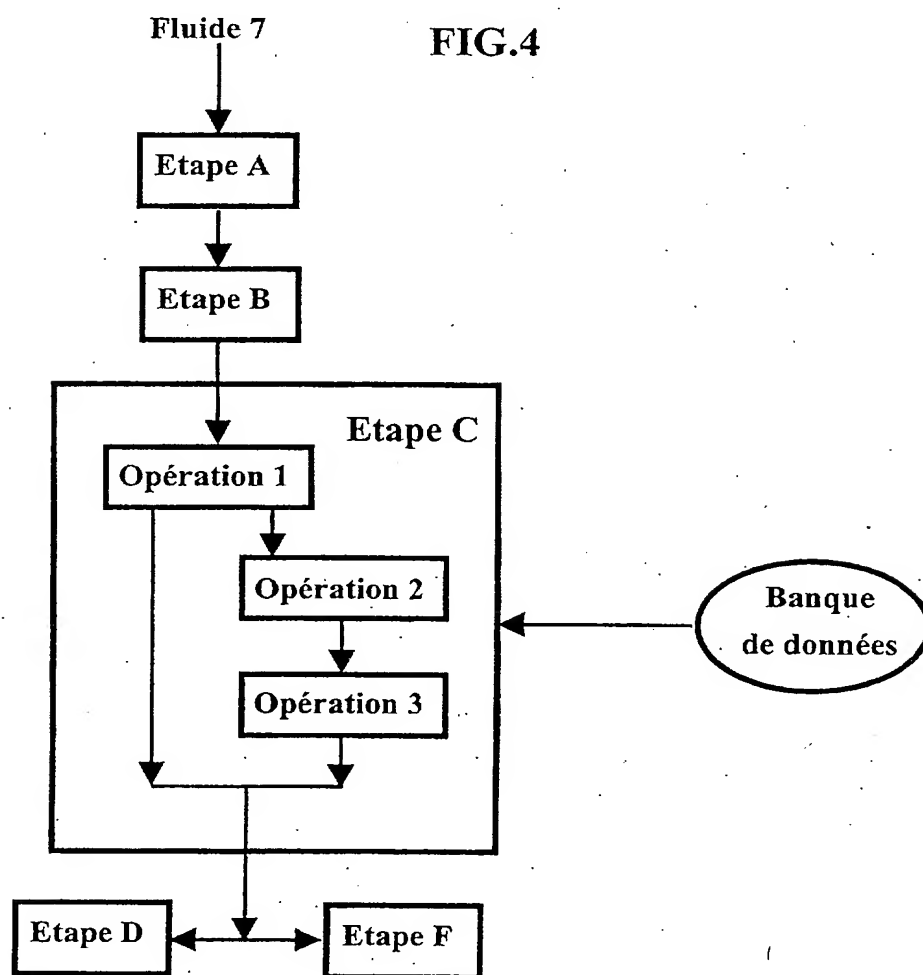 Fluide 7
FIG.4
Etape A
Etape B
Etape C
Opération 1
Opération 2
Opération 3
Banque
de données
Etape D
Etape F